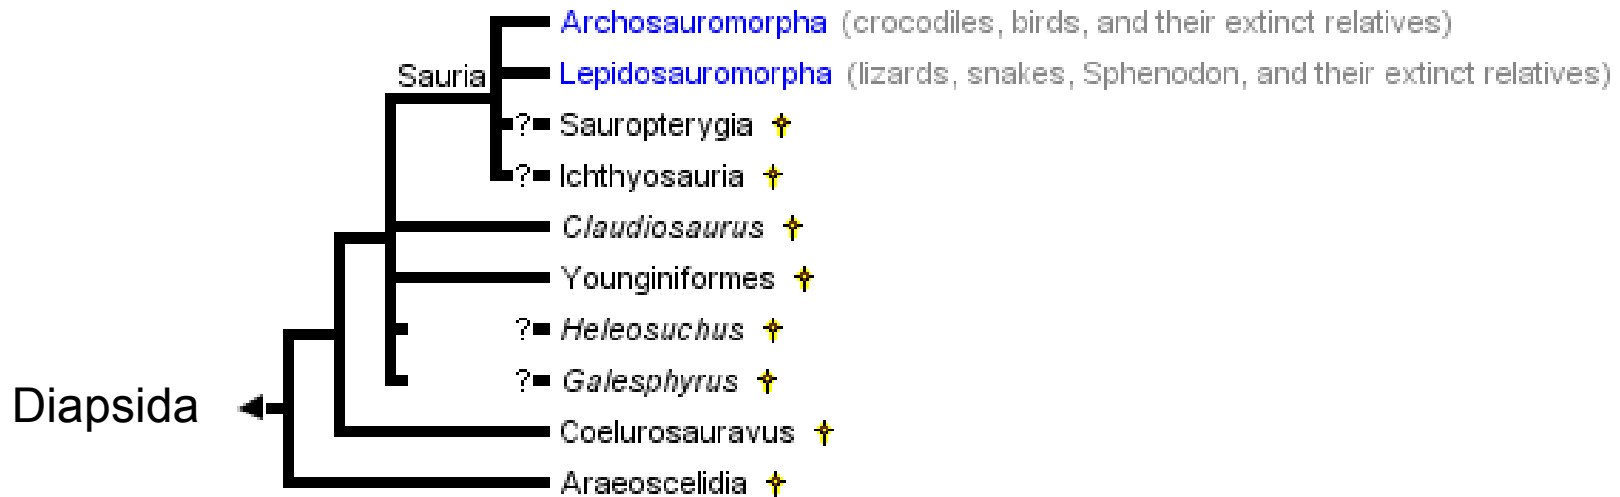 Archosauromorpha (crocodiles, birds, and their extinct relatives)
Sauria
Lepidosauromorpha (lizards, snakes, Sphenodon, and their extinct relatives)
? Sauropterygia
? Ichthyosauria
Claudiosaurus
Younginiformes
? Heleosuchus
? Galesphyrus
Diapsida
Coelurosauravus
Araeoscelidia